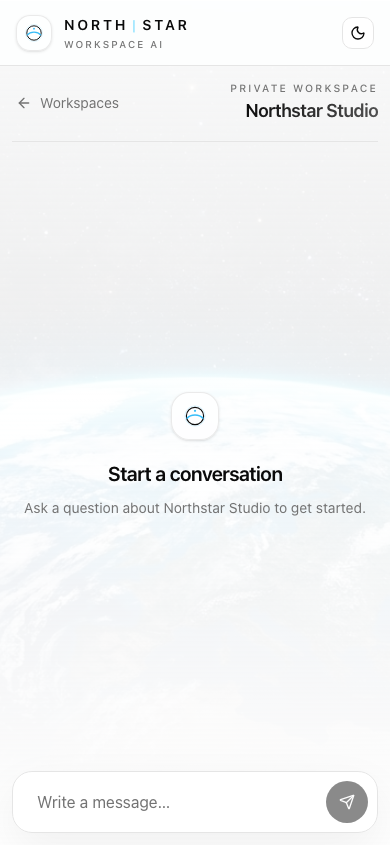 NORTH | STAR
WORKSPACE AI
Workspaces
PRIVATE WORKSPACE
Northstar Studio
Start a conversation
Ask a question about Northstar Studio to get started.
Write a message...